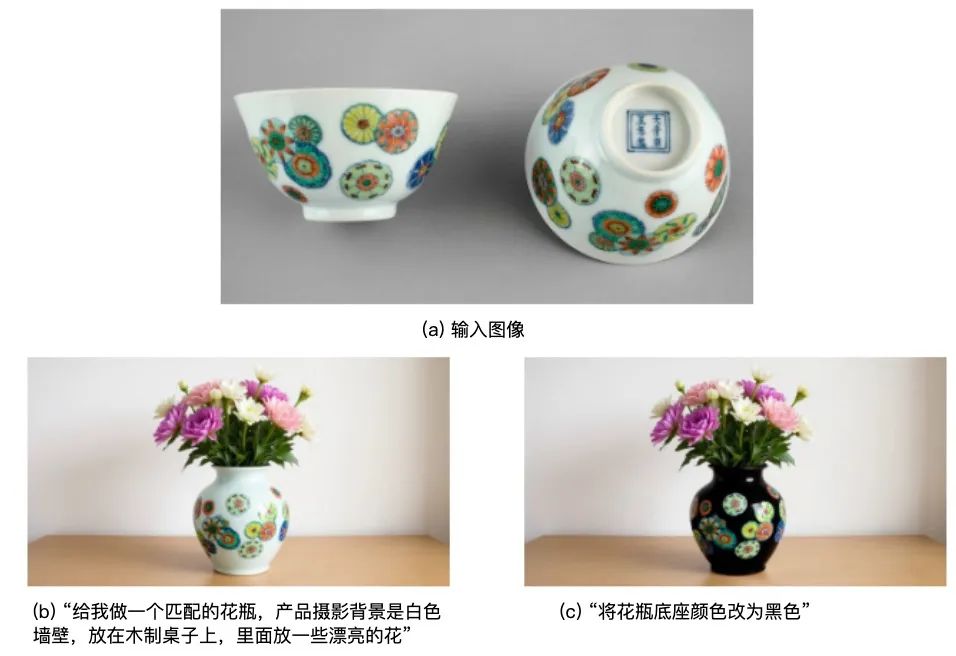 (a) 输入图像
(b) “给我做一个匹配的花瓶，产品摄影背景是白色
墙壁，放在木制桌子上，里面放一些漂亮的花”
(c) “将花瓶底座颜色改为黑色”